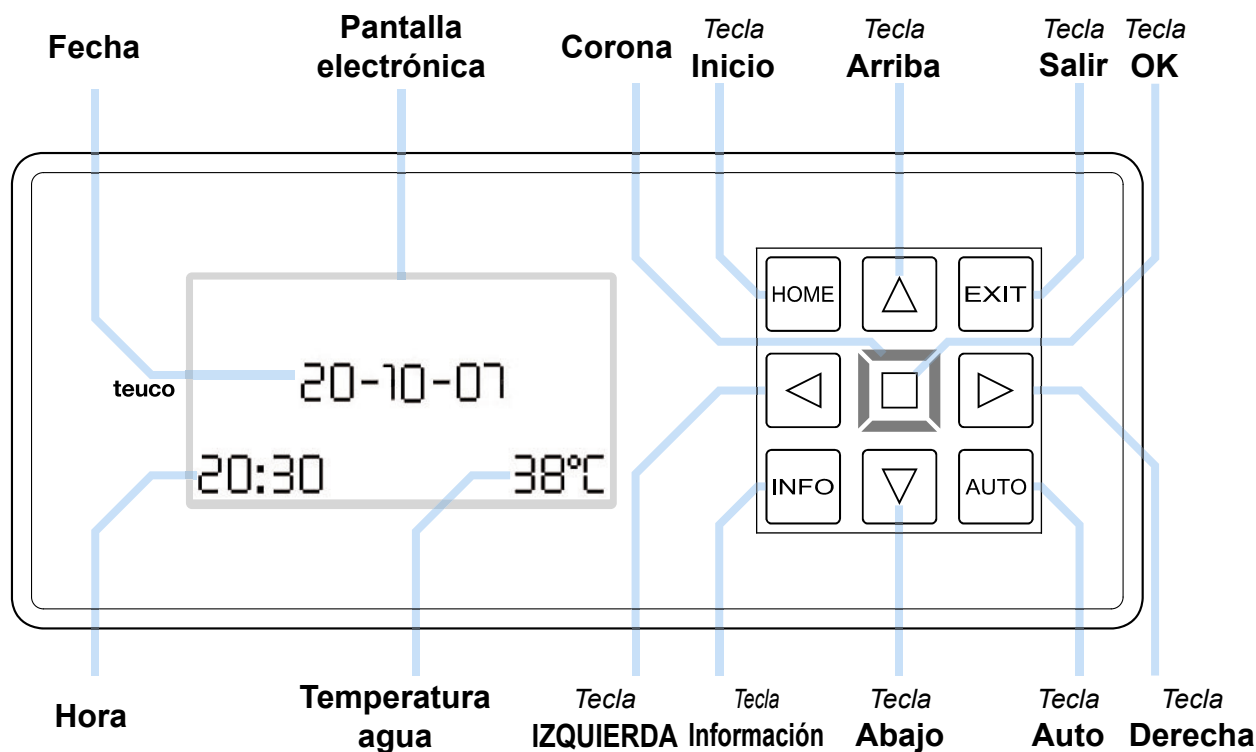 Fecha
Pantalla
electrónica
Corona
Tecla
Inicio
Tecla
Arriba
Tecla
Salir
Tecla
OK
HOME
EXIT
teuco
20-10-07
20:30
38°C
INFO
AUTO
Hora
Temperatura
agua
Tecla
IZQUIERDA
Tecla
Información
Tecla
Abajo
Tecla
Auto
Tecla
Derecha